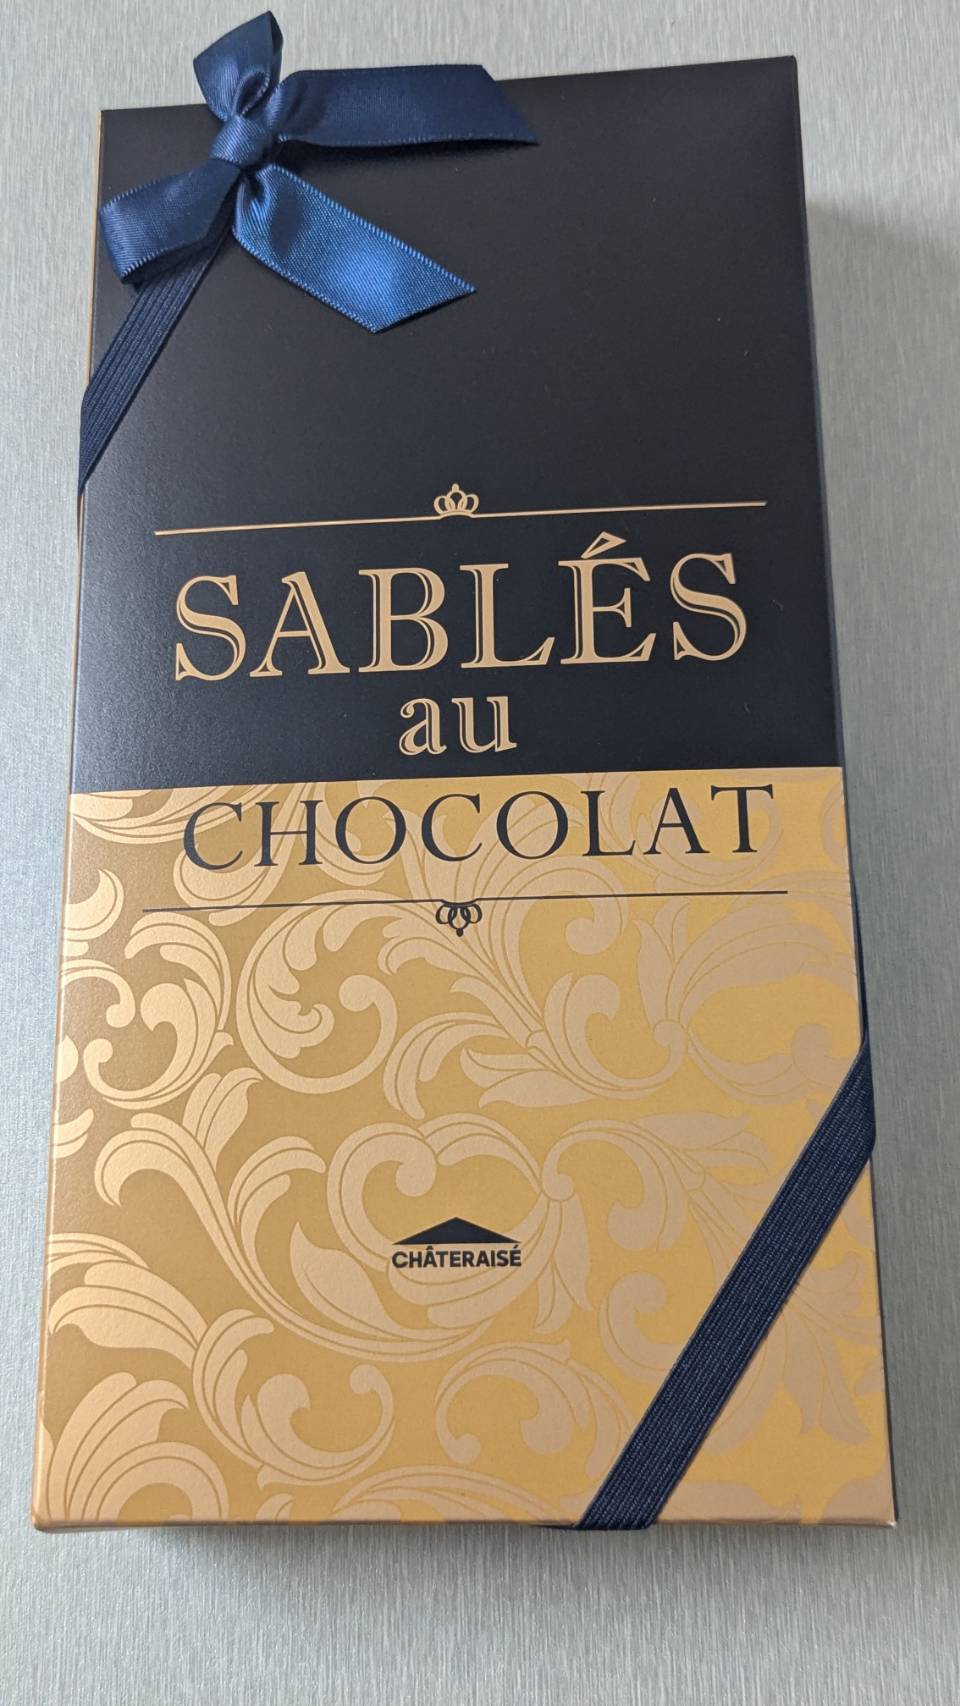 SABLÉS
au
CHOCOLAT
CHÂTERAISÉ